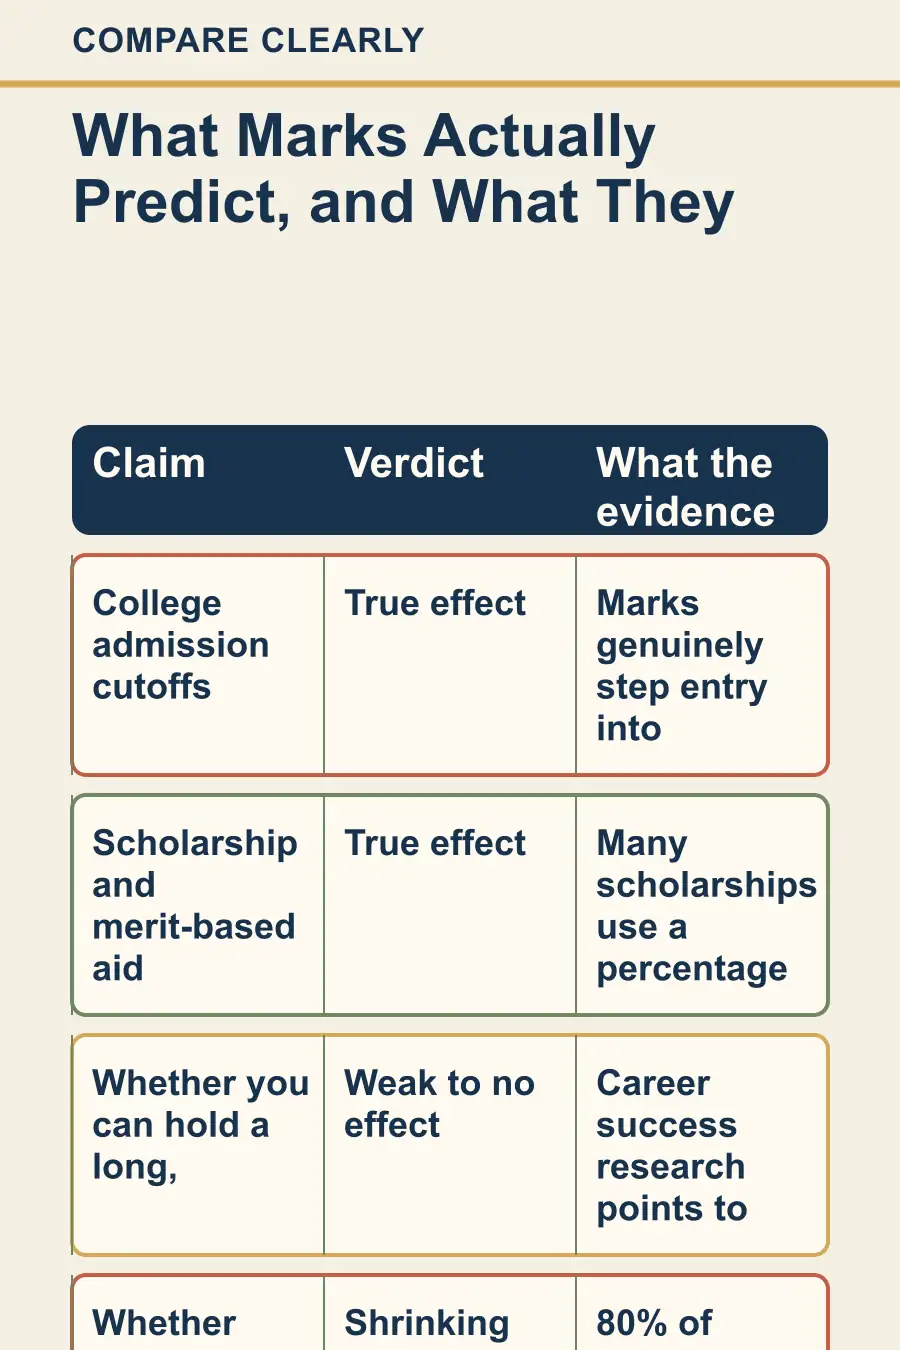 COMPARE CLEARLY
What Marks Actually
Predict, and What They
Claim
Verdict
What the
evidence
College
admission
cutoffs
True effect
Marks
genuinely
step entry
into
Scholarship
and
merit-based
aid
True effect
Many
scholarships
use a
percentage
Whether you
can hold a
long,
Weak to no
effect
Career
success
research
points to
Whether
Shrinking
80% of